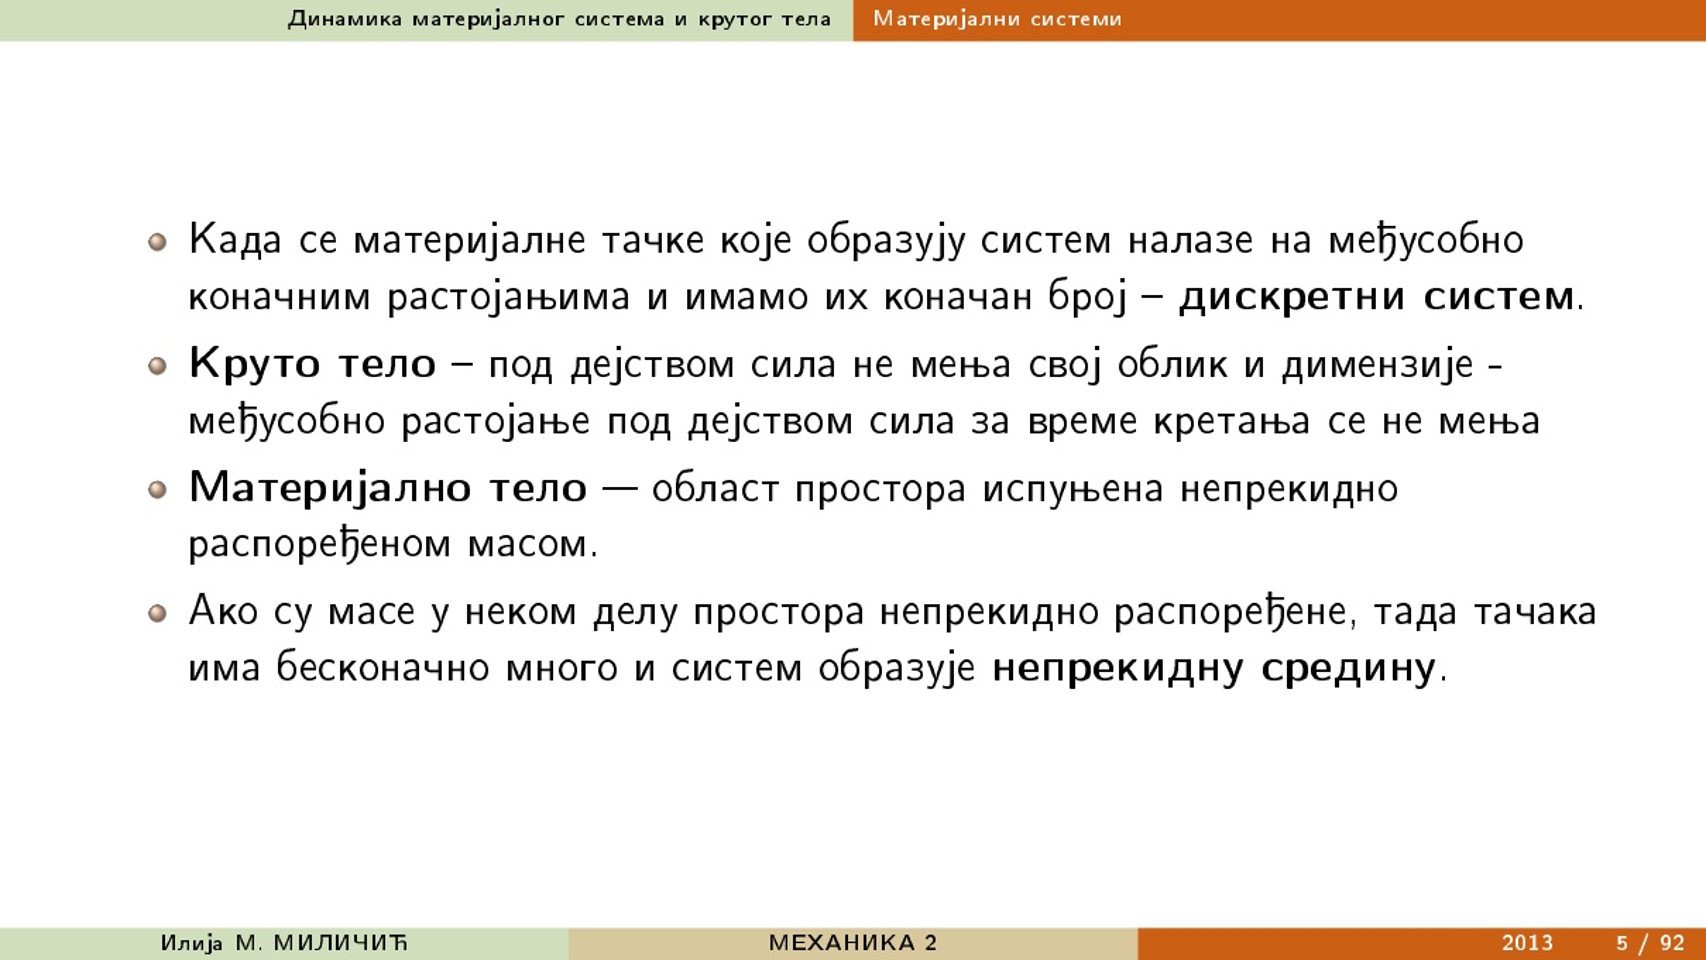 Динамика материјалног система и крутог тела Материјални системи
Када се материјалне тачке које образују систем налазе на међусобно
коначним растојањима и имамо их коначан број – дискретни систем.
Круто тело – под дејством сила не мења свој облик и димензије -
међусобно растојање под дејством сила за време кретања се не мења
Материјално тело — област простора испуњена непрекидно
распоређеном масом.
Ако су масе у неком делу простора непрекидно распоређене, тада тачака
има бесконачно много и систем образује непрекидну средину.
Илија М. МИЛИЧИЋ МЕХАНИКА 2 2013 5 / 92